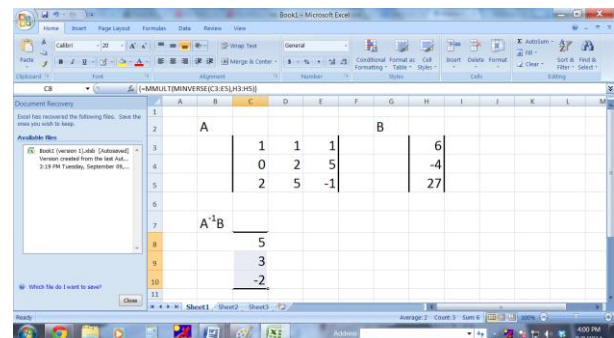 Book1 - Microsoft Excel
Home Insert Page Layout Formulas Data Review View
Calibri 20 Wrap Text General AutoSum
Paste Merge & Center Conditional Formatting Format as Table Cell Styles Insert Delete Format Fill Clear Sort & Filter Find & Select
Clipboard Font Alignment Number Styles Cells Editing
C8 {=MMULT(MINVERSE(C3:E5),H3:H5)}
Document Recovery
Excel has recovered the following files. Save the ones you wish to keep.
Available files
Book1 (version 1).xlsb [Autosaved]
Version created from the last Aut...
3:19 PM Tuesday, September 09,...
Which file do I want to save?
Close
A B C D E F G H I J K L M
1
2 A B
3 1 1 1 6
4 0 2 5 -4
5 2 5 -1 27
6
7 A⁻¹B
8 5
9 3
10 -2
11
Sheet1 Sheet2 Sheet3
Ready Average: 2 Count: 3 Sum: 6 100%
Address 4:00 PM